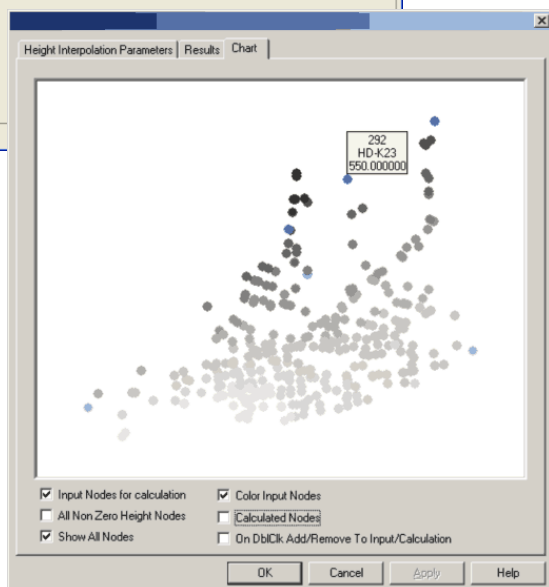 Height Interpolation Parameters Results Chart
292
HD-K23
550.000000
Input Nodes for calculation Color Input Nodes
All Non Zero Height Nodes Calculated Nodes
Show All Nodes On DblClk Add/Remove To Input/Calculation
OK Cancel Apply Help